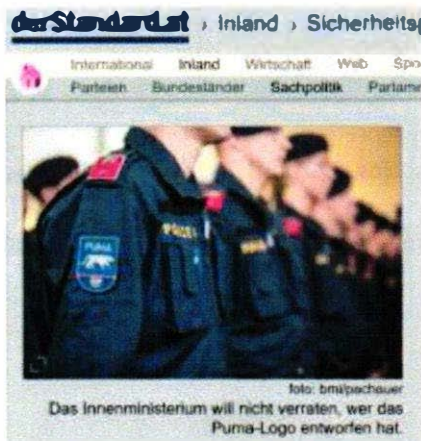 derStandard.at › Inland › Sicherheitsp
International Inland Wirtschaft Web Spo
Parteien Bundesländer Sachpolitik Parlame
PUMA
POLIZEI
foto: bmi/pachauer
Das Innenministerium will nicht verraten, wer das
Puma-Logo entworfen hat.